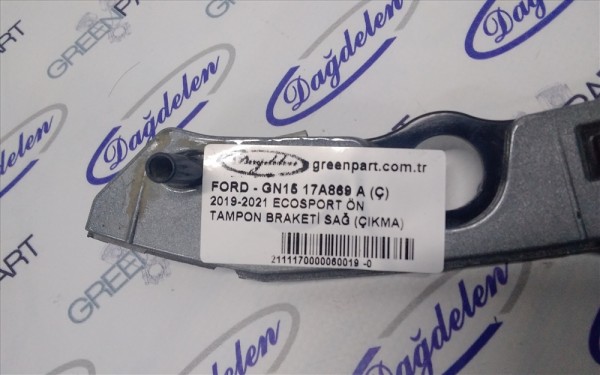 GREENPART
Dağdelen
Dağdelen
Dağdelen greenpart.com.tr
FORD - GN15 17A869 A (Ç)
2019-2021 ECOSPORT ÖN
TAMPON BRAKETİ SAĞ (ÇIKMA)
2111170000060019 -0
GREENPART
Dağdelen